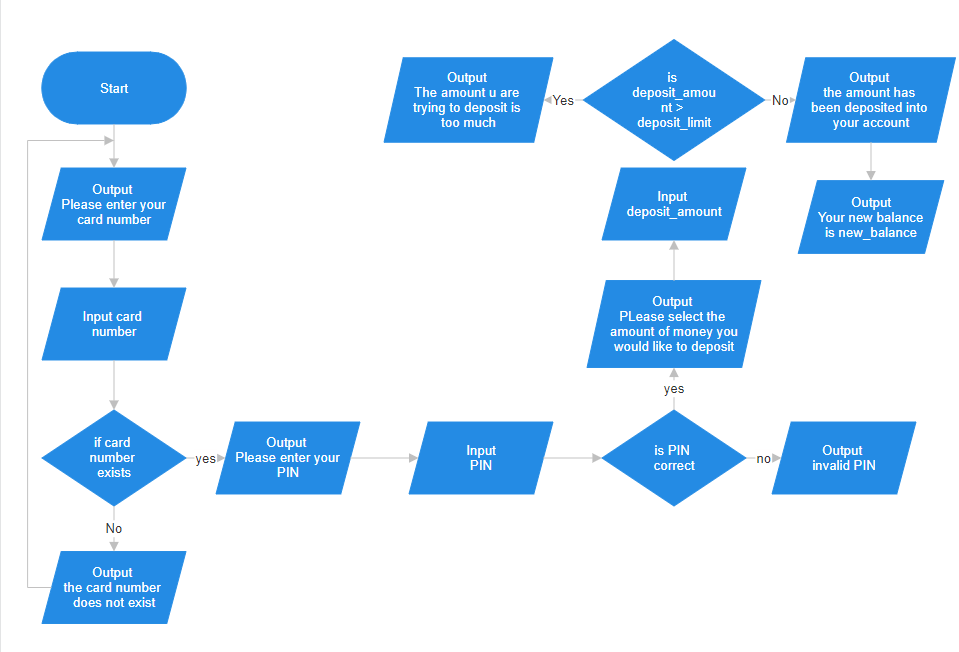 Start
Output
Please enter your
card number
Input card
number
if card
number
exists
yes
No
Output
the card number
does not exist
Output
Please enter your
PIN
Input
PIN
is PIN
correct
no
Output
invalid PIN
yes
Output
PLease select the
amount of money you
would like to deposit
Input
deposit_amount
is
deposit_amou
nt >
deposit_limit
Yes
Output
The amount u are
trying to deposit is
too much
No
Output
the amount has
been deposited into
your account
Output
Your new balance
is new_balance